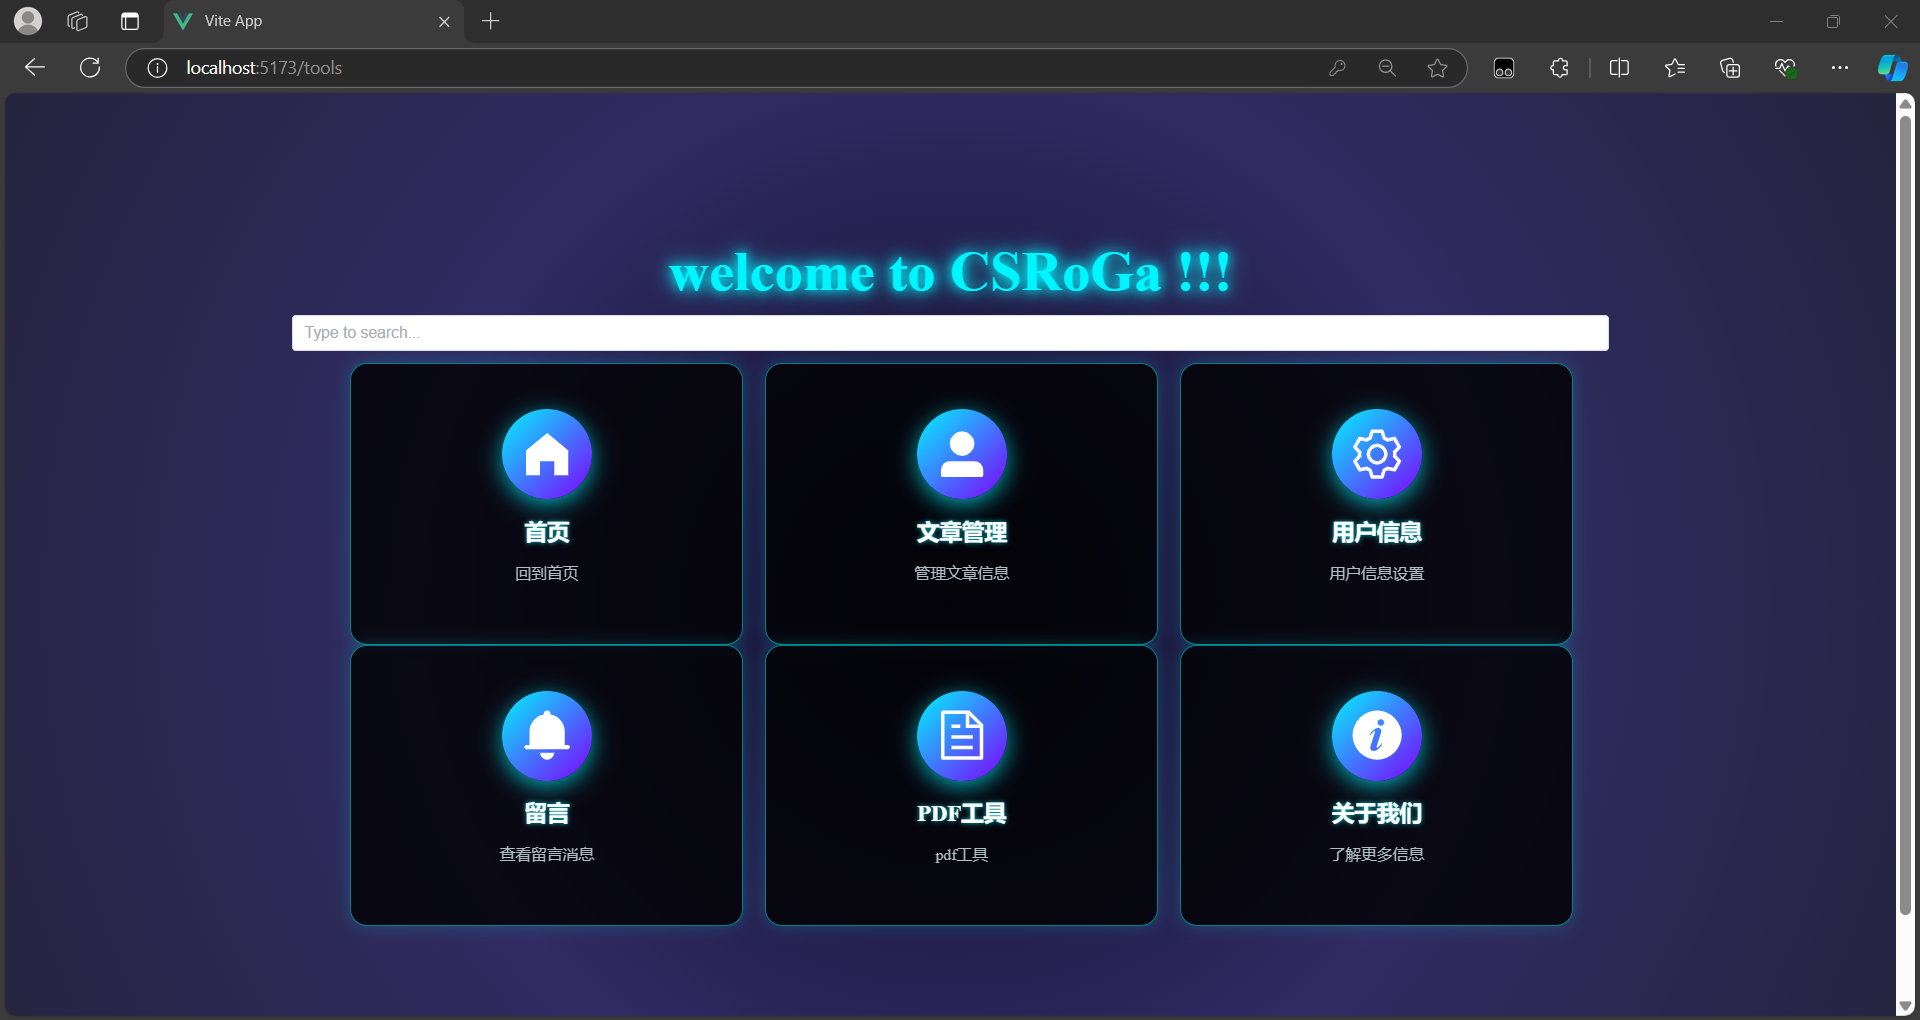 Vite App
localhost:5173/tools
welcome to CSRoGa !!!
Type to search...
首页
回到首页
文章管理
管理文章信息
用户信息
用户信息设置
留言
查看留言消息
PDF工具
pdf工具
关于我们
了解更多信息